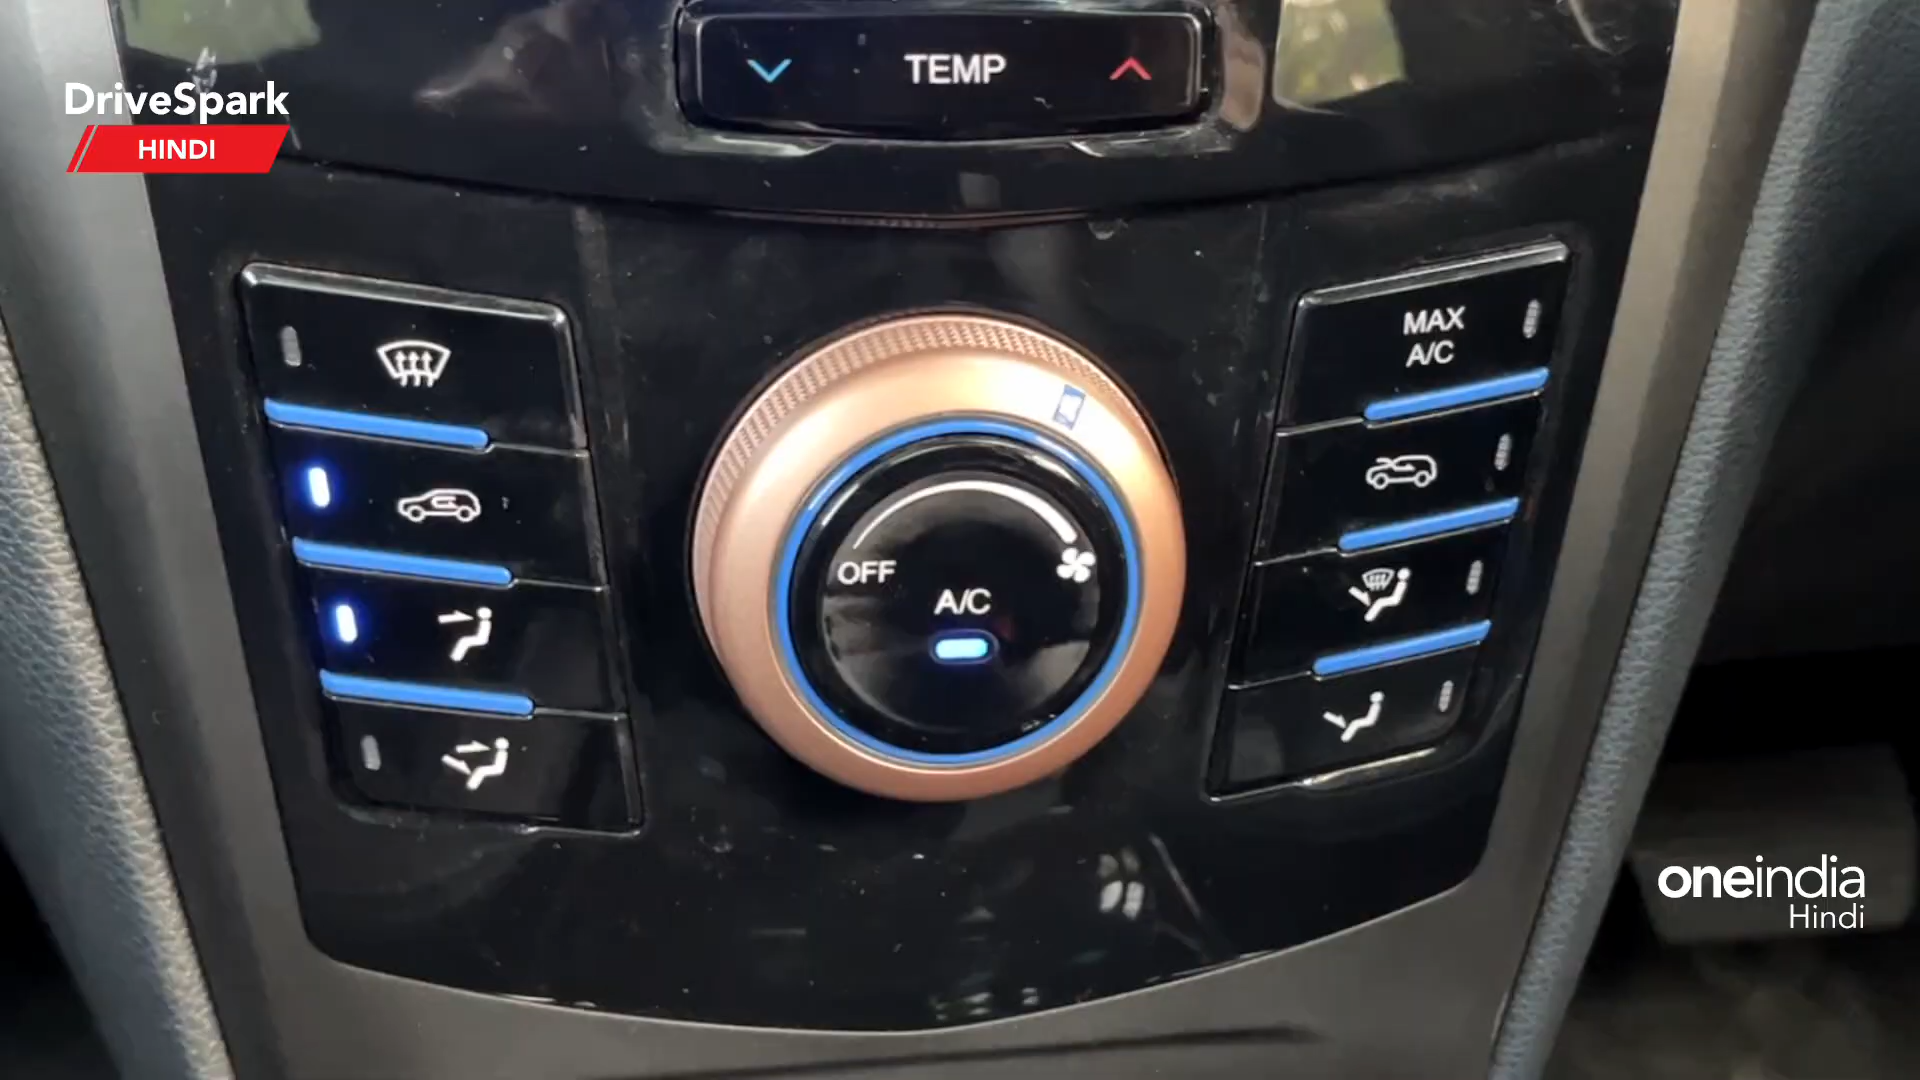 TEMP
DriveSpark
HINDI
MAX
A/C
OFF
A/C
oneindia
Hindi